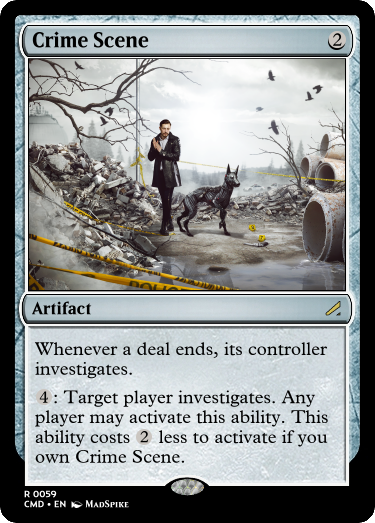 Crime Scene 2
POLICE
Artifact
Whenever a deal ends, its controller
investigates.
4: Target player investigates. Any
player may activate this ability. This
ability costs 2 less to activate if you
own Crime Scene.
R 0059
CMD • EN MadSpike